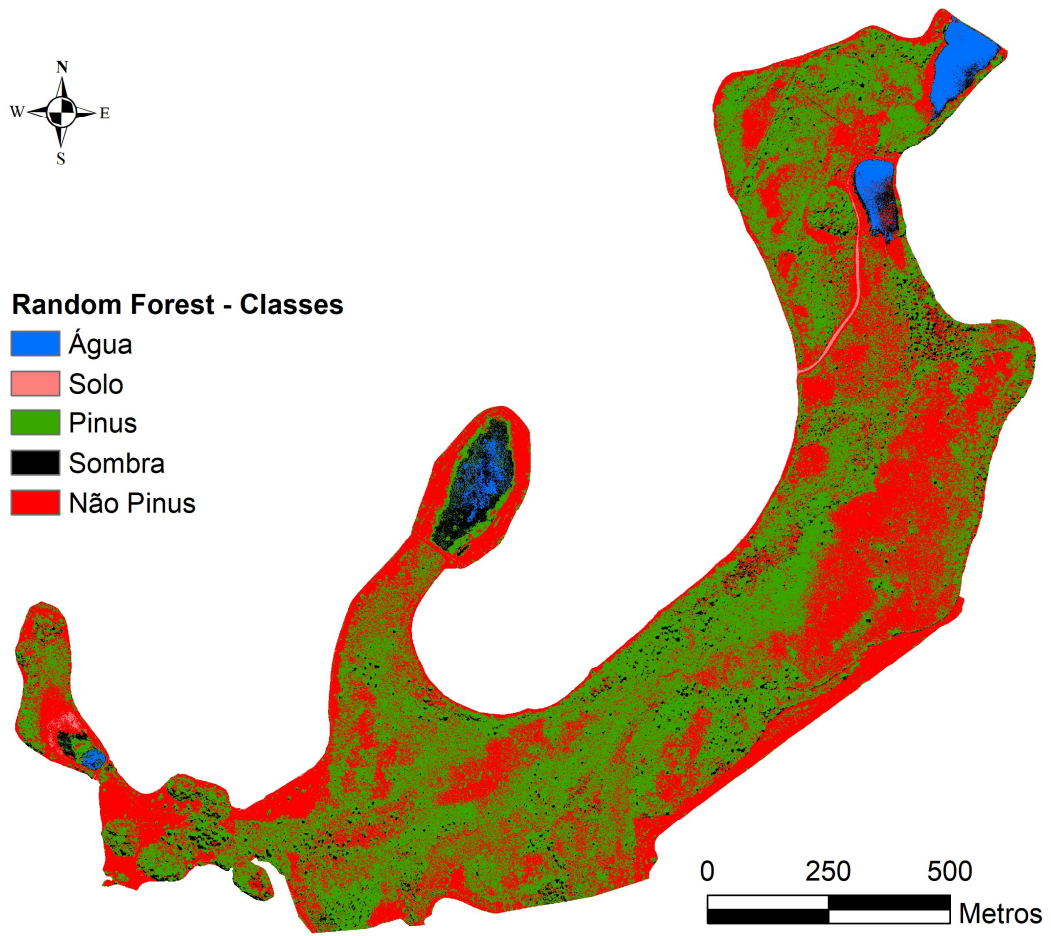 N
W E
S
Random Forest - Classes
Água
Solo
Pinus
Sombra
Não Pinus
0 250 500
Metros